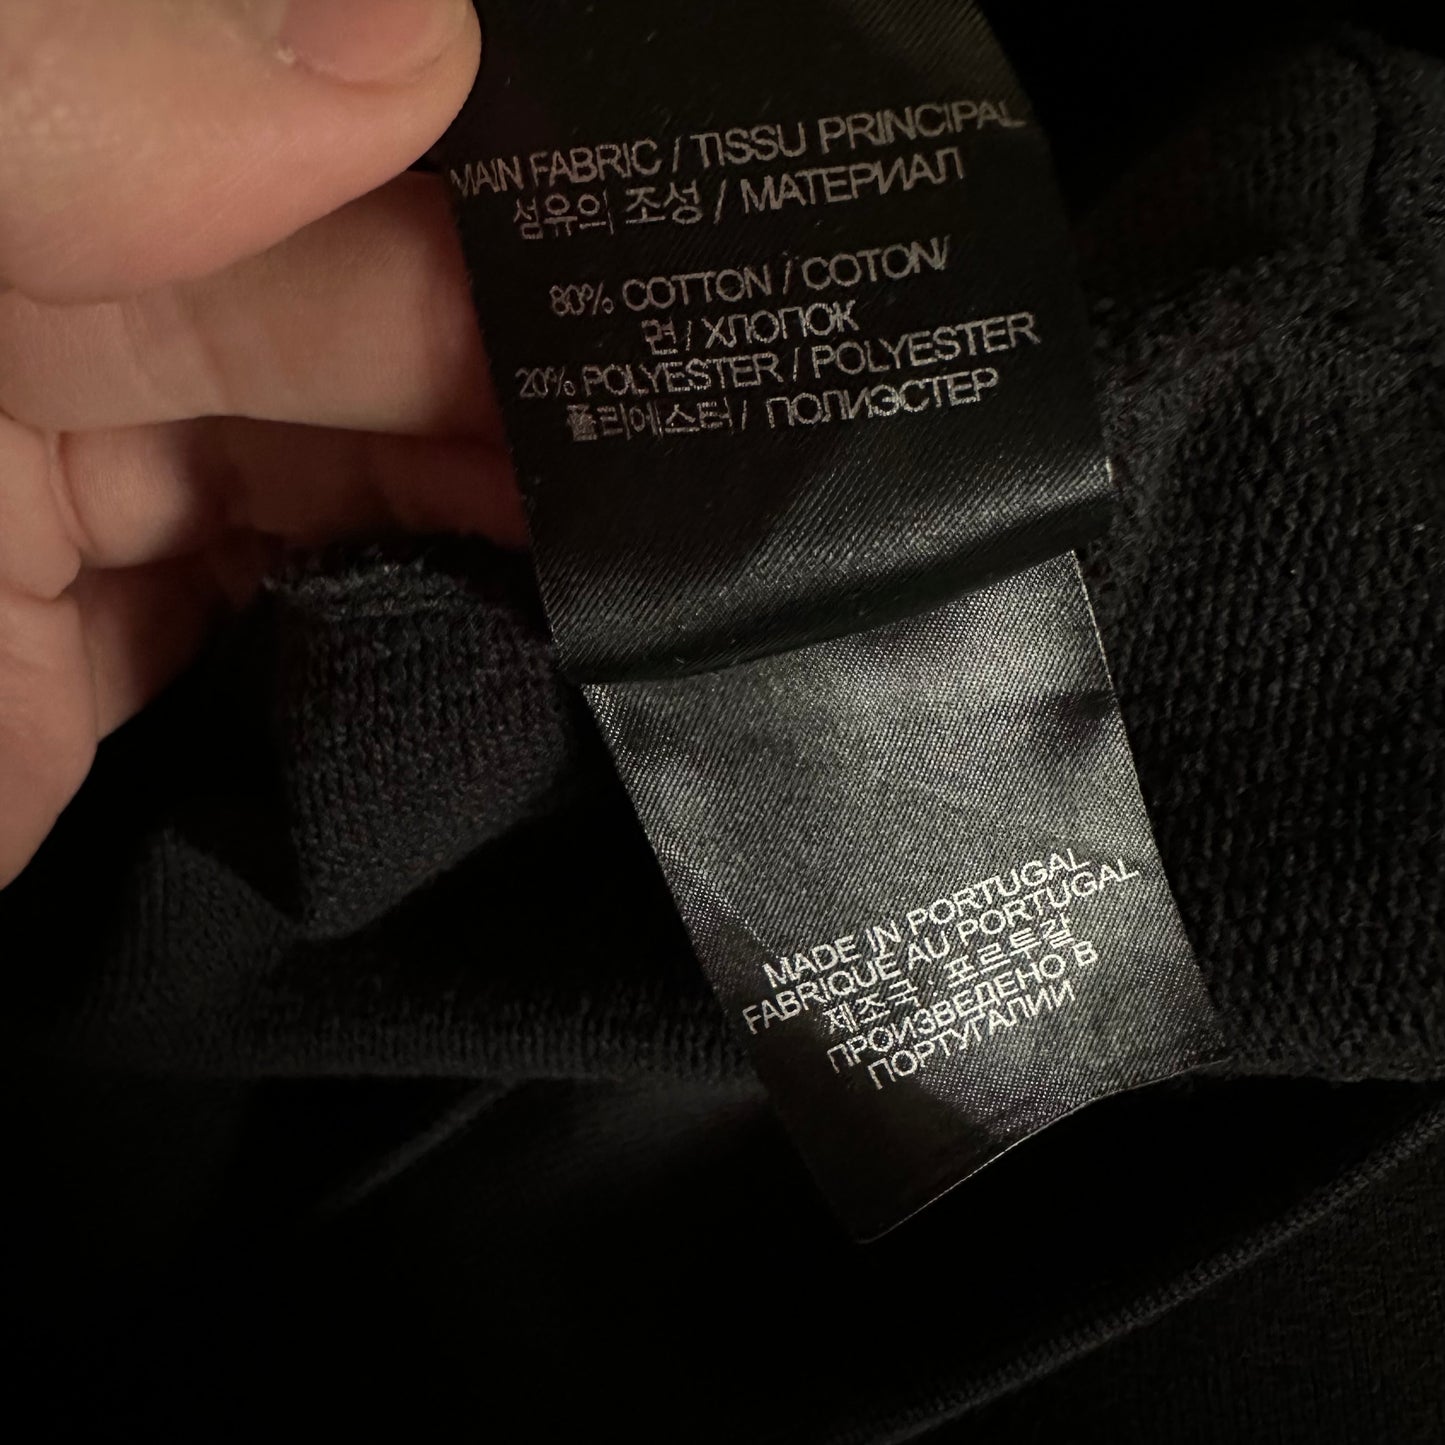 MAIN FABRIC / TISSU PRINCIPAL
섬유의 조성 / МАТЕРИАЛ
80% COTTON / COTON/
면 / ХЛОПОК
20% POLYESTER / POLYESTER
폴리에스터/ ПОЛИЭСТЕР
MADE IN PORTUGAL
FABRIQUE AU PORTUGAL
제조국 : 포르투갈
ПРОИЗВЕДЕНО В
ПОРТУГАЛИИ